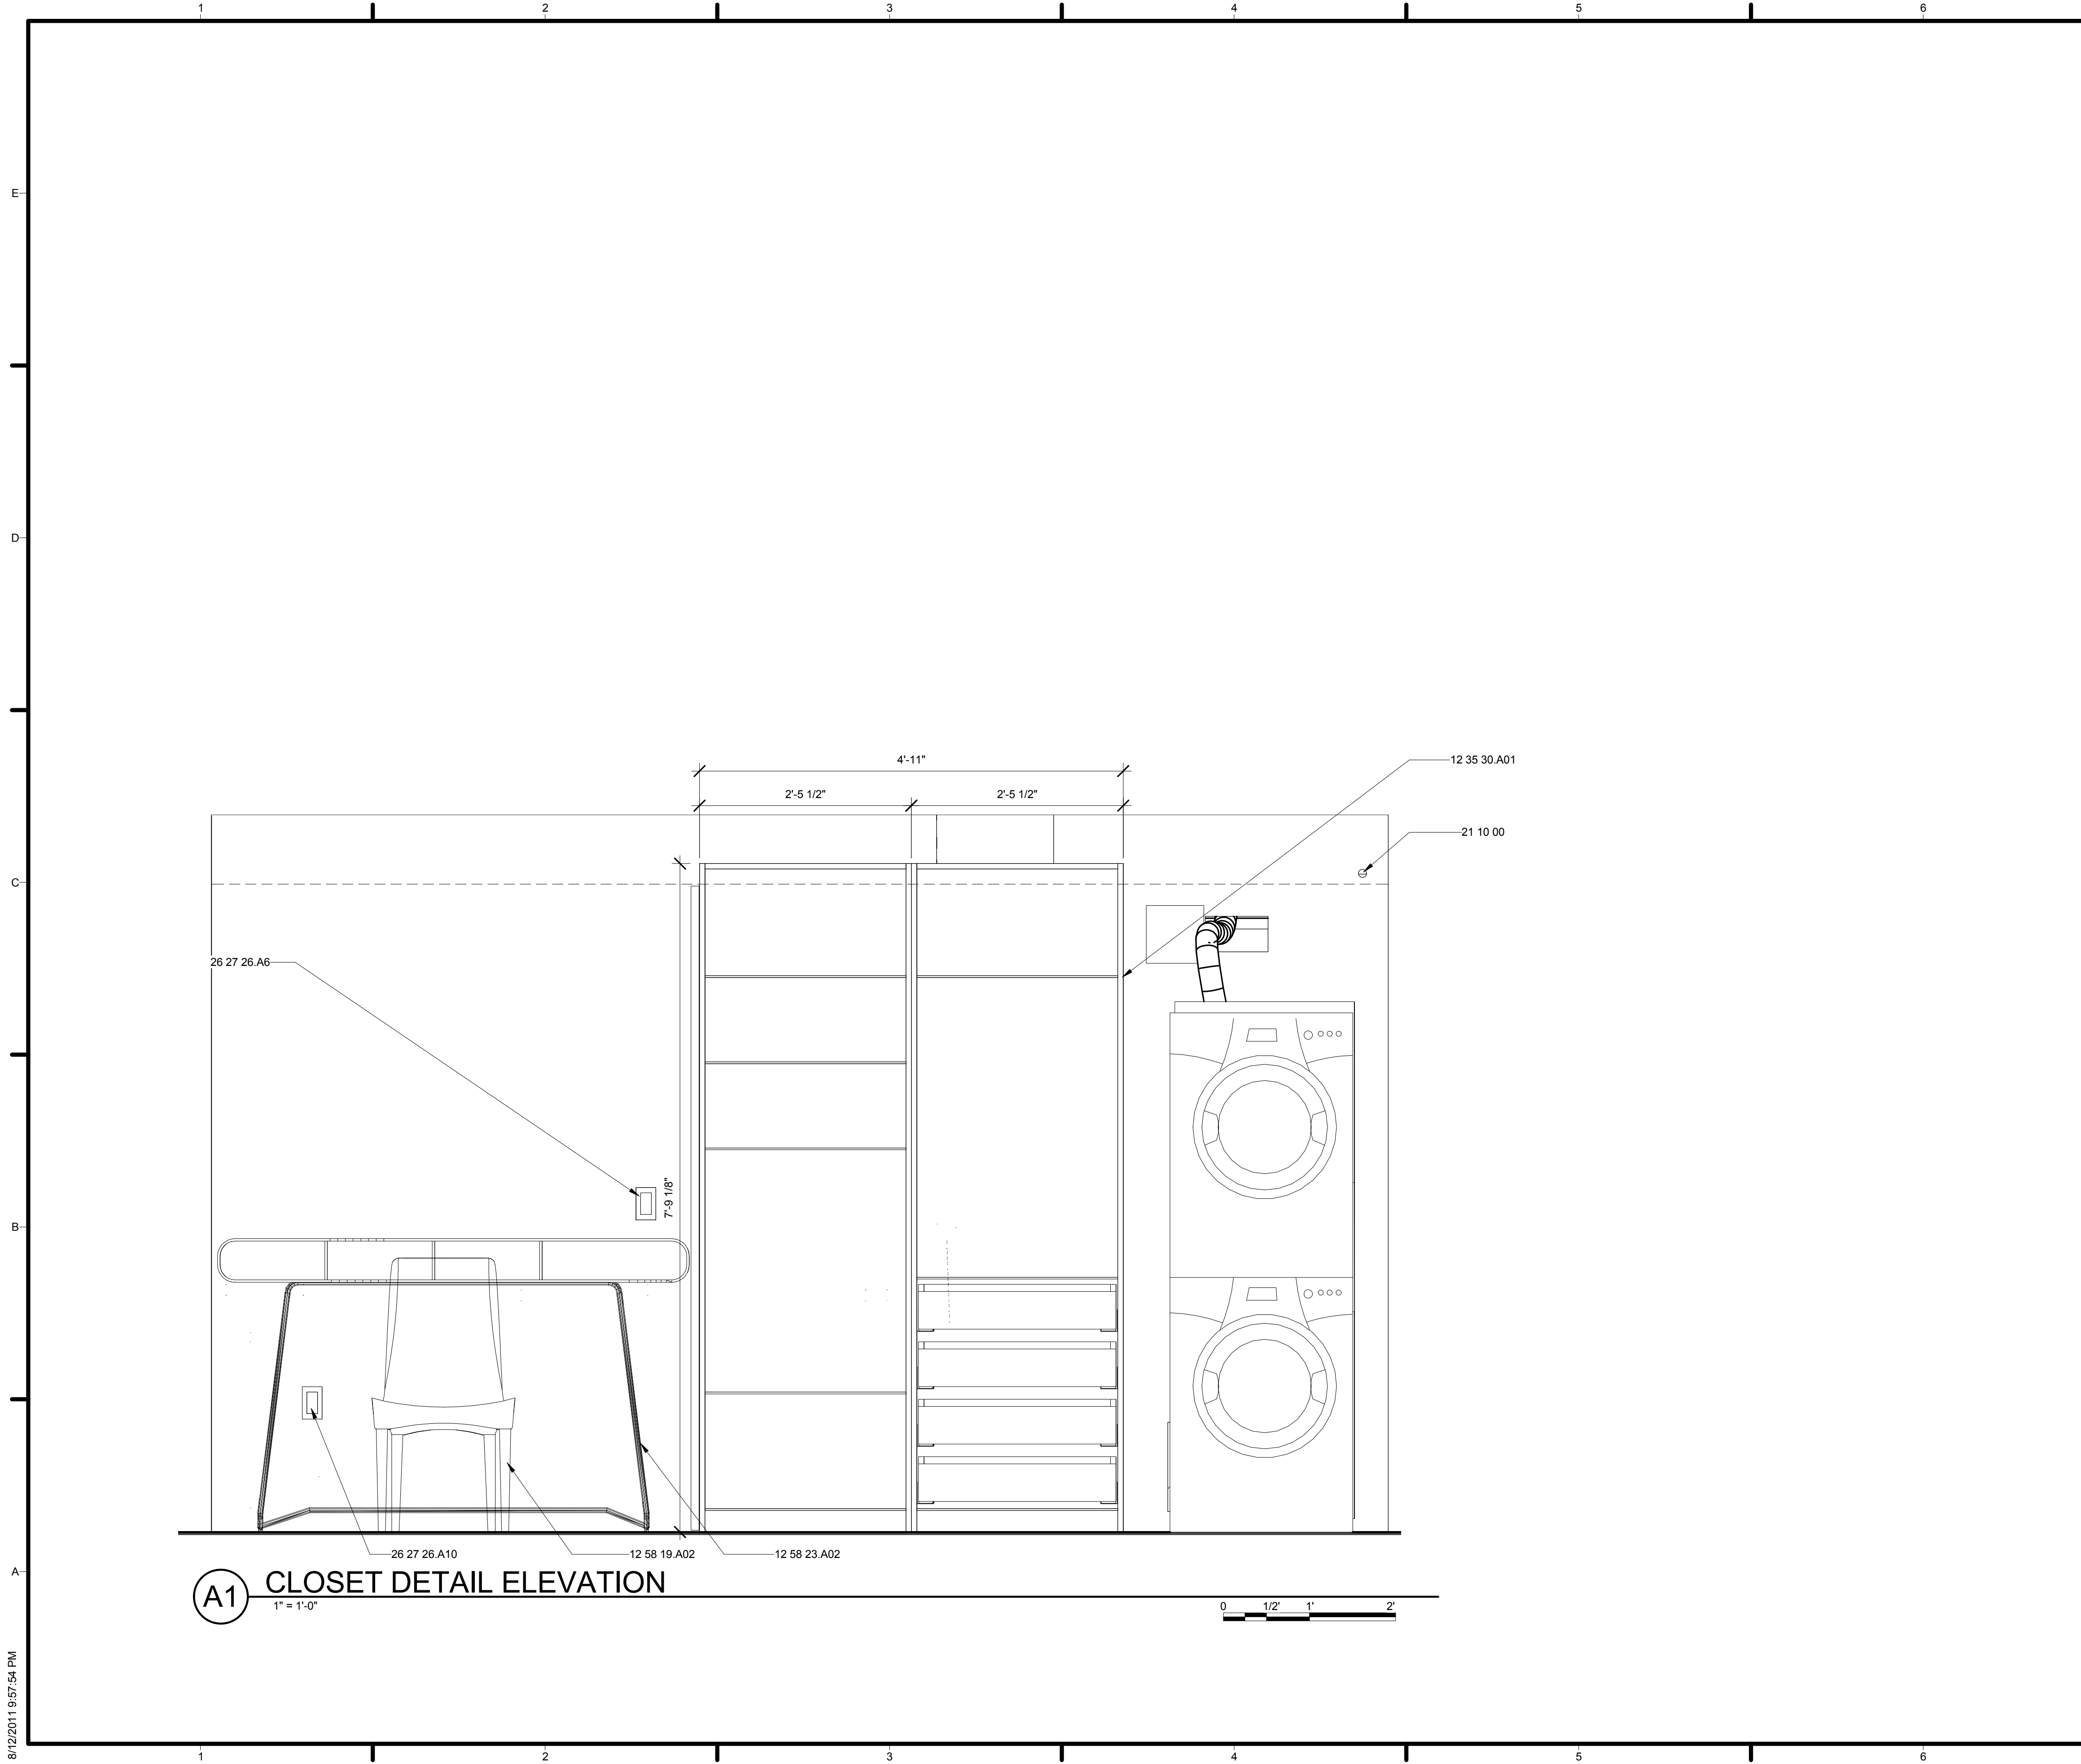 1 2 3 4 5 6
E
D
C
B
A
4'-11"
2'-5 1/2" 2'-5 1/2"
12 35 30.A01
21 10 00
26 27 26.A6
7'-9 1/8"
26 27 26.A10 12 58 19.A02 12 58 23.A02
A1 CLOSET DETAIL ELEVATION
1" = 1'-0"
0 1/2' 1' 2'
8/12/2011 9:57:54 PM
1 2 3 4 5 6